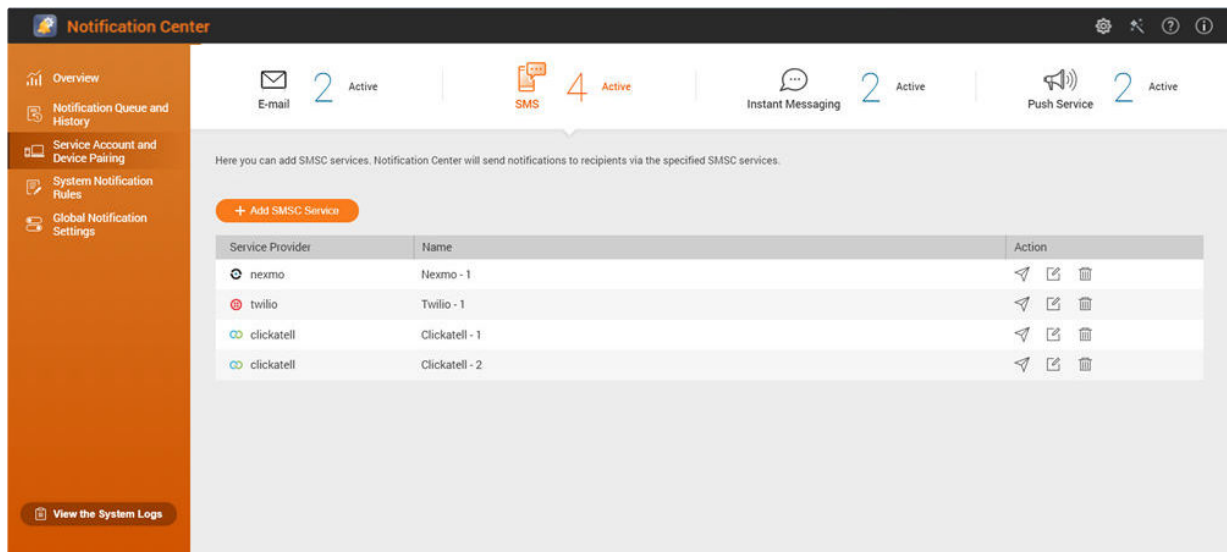 Notification Center
Overview
Notification Queue and
History
Service Account and
Device Pairing
System Notification
Rules
Global Notification
Settings
View the System Logs
E-mail 2 Active
SMS 4 Active
Instant Messaging 2 Active
Push Service 2 Active
Here you can add SMSC services. Notification Center will send notifications to recipients via the specified SMSC services.
+ Add SMSC Service
Service Provider Name Action
nexmo Nexmo - 1
twilio Twilio - 1
clickatell Clickatell - 1
clickatell Clickatell - 2